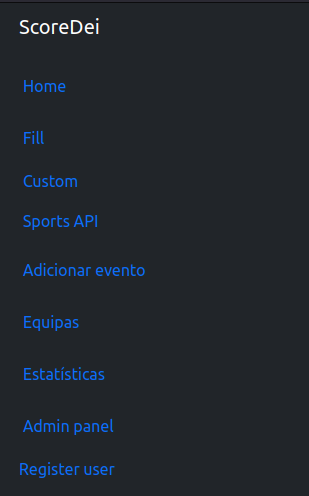 ScoreDei
Home
Fill
Custom
Sports API
Adicionar evento
Equipas
Estatísticas
Admin panel
Register user